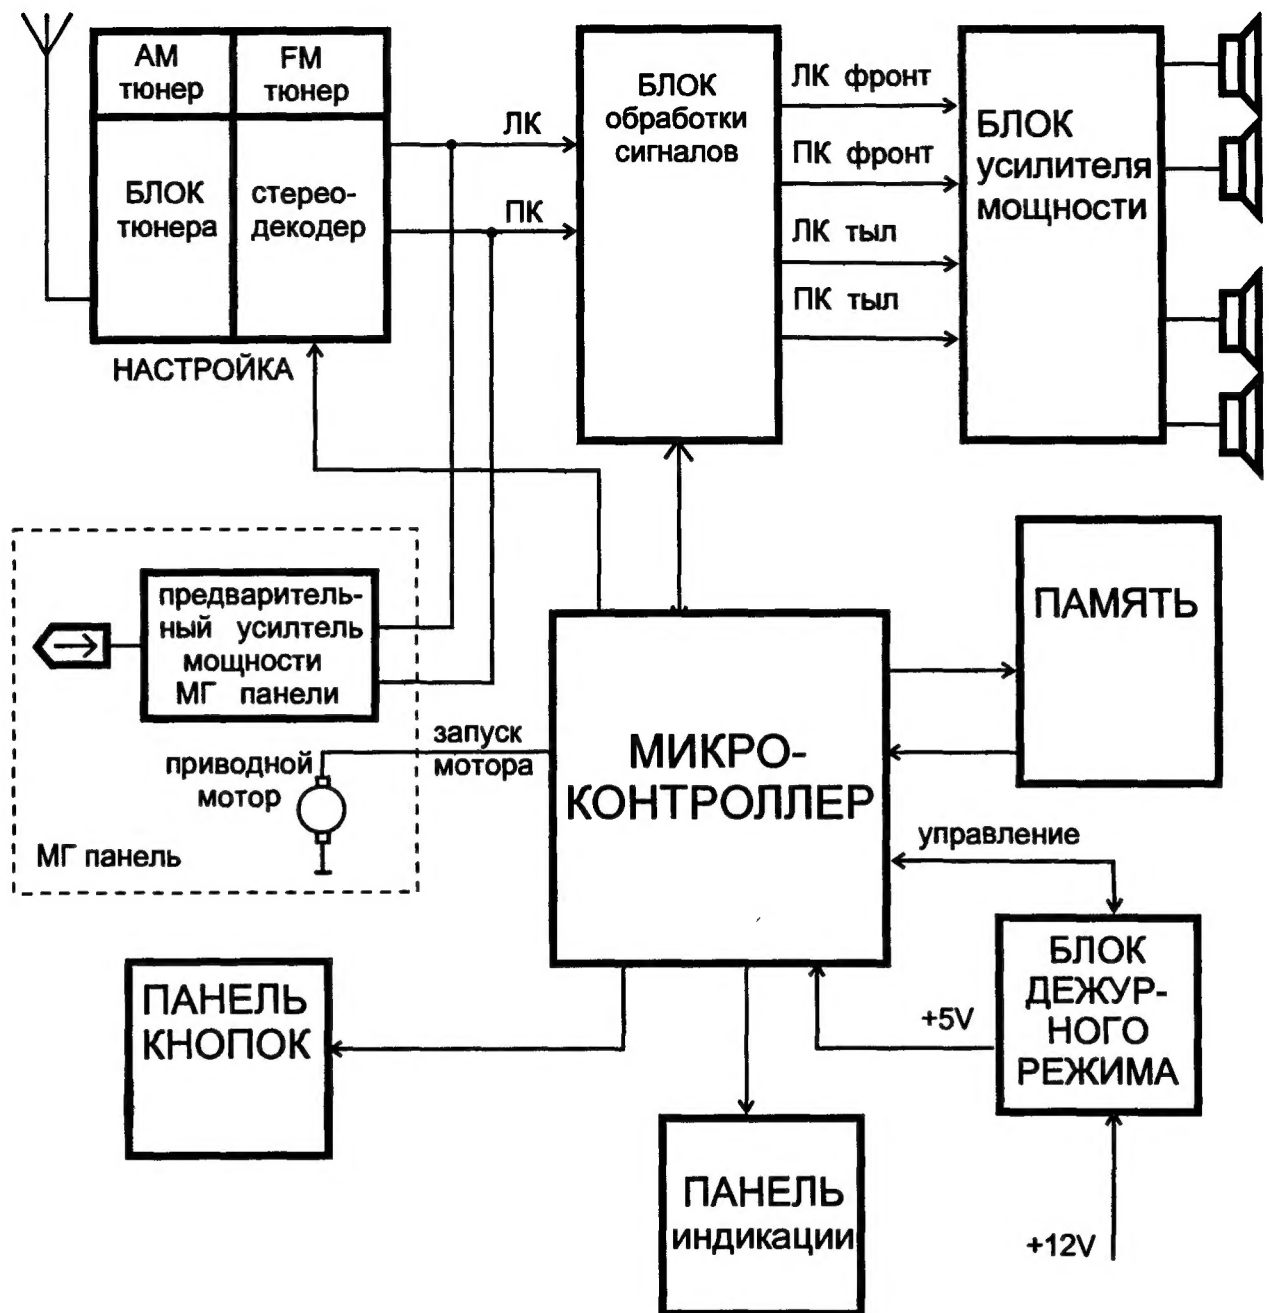 АМ
тюнер
FM
тюнер
БЛОК
тюнера
стерео-
декодер
НАСТРОЙКА
ЛК
ПК
БЛОК
обработки
сигналов
ЛК фронт
ПК фронт
ЛК тыл
ПК тыл
БЛОК
усилителя
мощности
предваритель-
ный усилтель
мощности
МГ панели
приводной
мотор
МГ панель
запуск
мотора
МИКРО-
КОНТРОЛЛЕР
ПАМЯТЬ
управление
БЛОК
ДЕЖУР-
НОГО
РЕЖИМА
+5V
+12V
ПАНЕЛЬ
КНОПОК
ПАНЕЛЬ
индикации